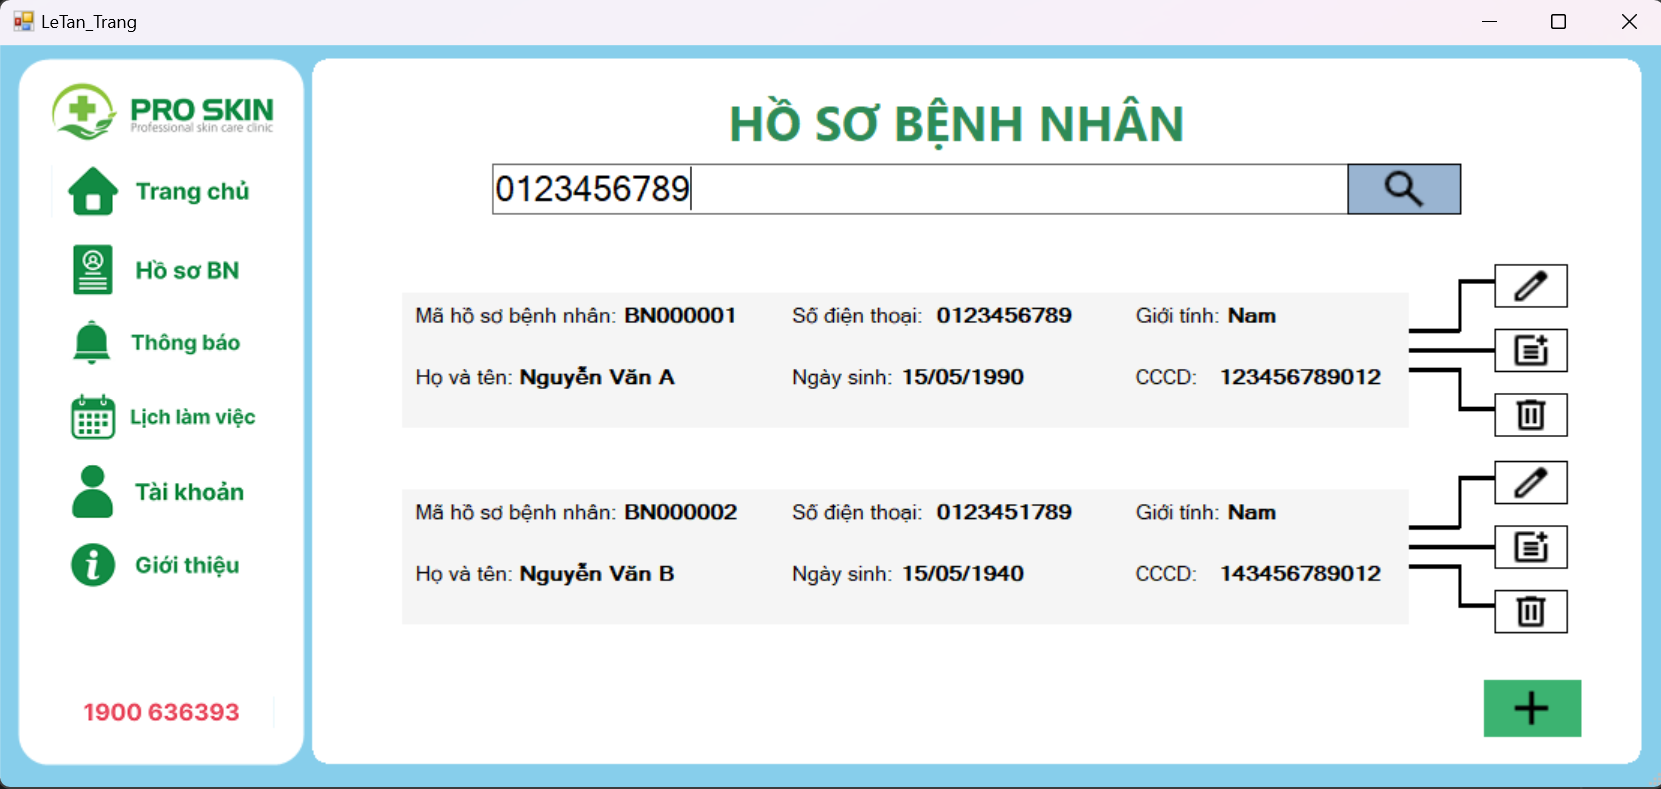 LeTan_Trang
PRO SKIN
Professional skin care clinic
Trang chủ
Hồ sơ BN
Thông báo
Lịch làm việc
Tài khoản
Giới thiệu
1900 636393
HỒ SƠ BỆNH NHÂN
0123456789
Mã hồ sơ bệnh nhân: BN000001 Số điện thoại: 0123456789 Giới tính: Nam
Họ và tên: Nguyễn Văn A Ngày sinh: 15/05/1990 CCCD: 123456789012
Mã hồ sơ bệnh nhân: BN000002 Số điện thoại: 0123451789 Giới tính: Nam
Họ và tên: Nguyễn Văn B Ngày sinh: 15/05/1940 CCCD: 143456789012